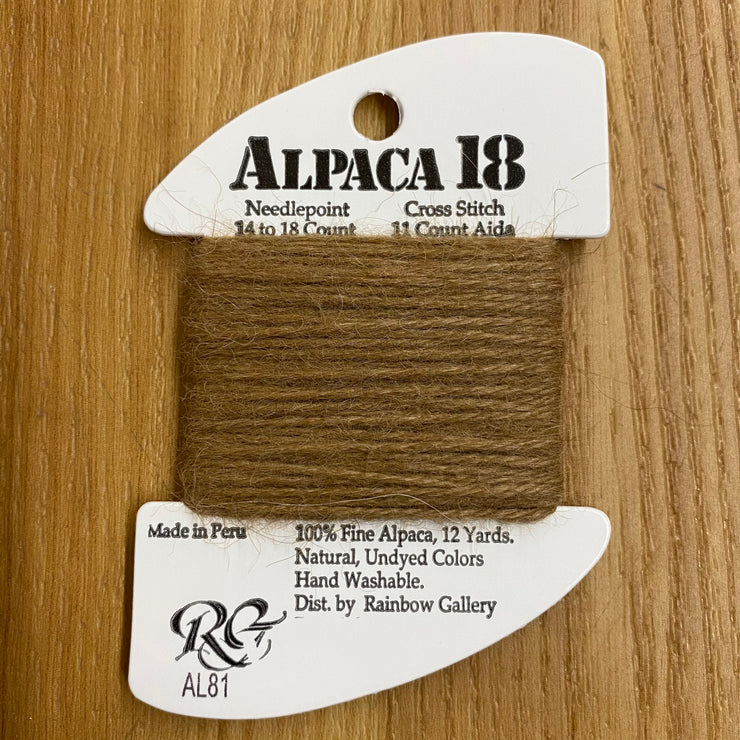 ALPACA 18
Needlepoint Cross Stitch
14 to 18 Count 11 Count Aida
Made in Peru
100% Fine Alpaca, 12 Yards.
Natural, Undyed Colors
Hand Washable.
Dist. by Rainbow Gallery
RG
AL81